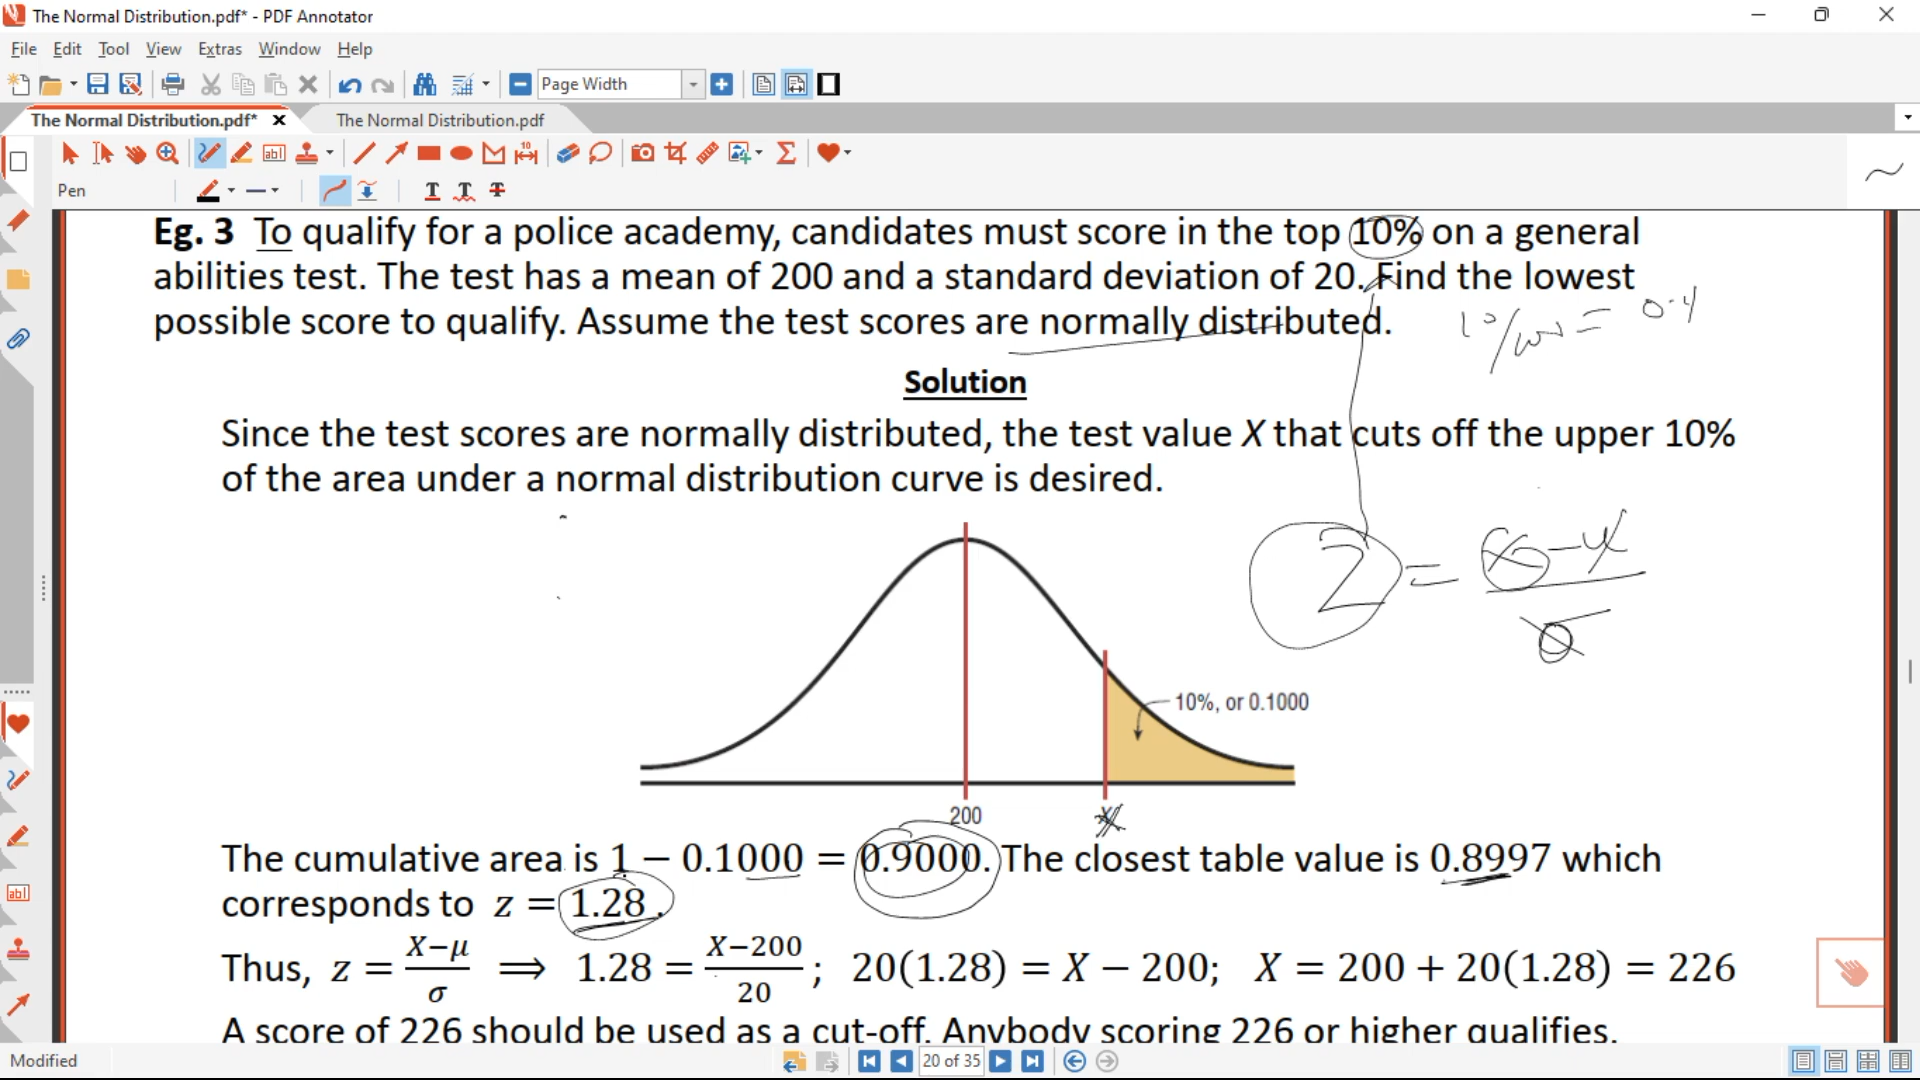 The Normal Distribution.pdf* - PDF Annotator
File Edit Tool View Extras Window Help
Page Width
The Normal Distribution.pdf* The Normal Distribution.pdf
Pen
Eg. 3 To qualify for a police academy, candidates must score in the top 10% on a general
abilities test. The test has a mean of 200 and a standard deviation of 20. Find the lowest
possible score to qualify. Assume the test scores are normally distributed.
10/100 = 0.1
Solution
Since the test scores are normally distributed, the test value X that cuts off the upper 10%
of the area under a normal distribution curve is desired.
Z = X - μ
σ
10%, or 0.1000
200 X
The cumulative area is 1 − 0.1000 = 0.9000. The closest table value is 0.8997 which
corresponds to z = 1.28.
Thus, z = X−μ/σ ⟹ 1.28 = X−200/20; 20(1.28) = X − 200; X = 200 + 20(1.28) = 226
A score of 226 should be used as a cut-off. Anybody scoring 226 or higher qualifies.
Modified 20 of 35